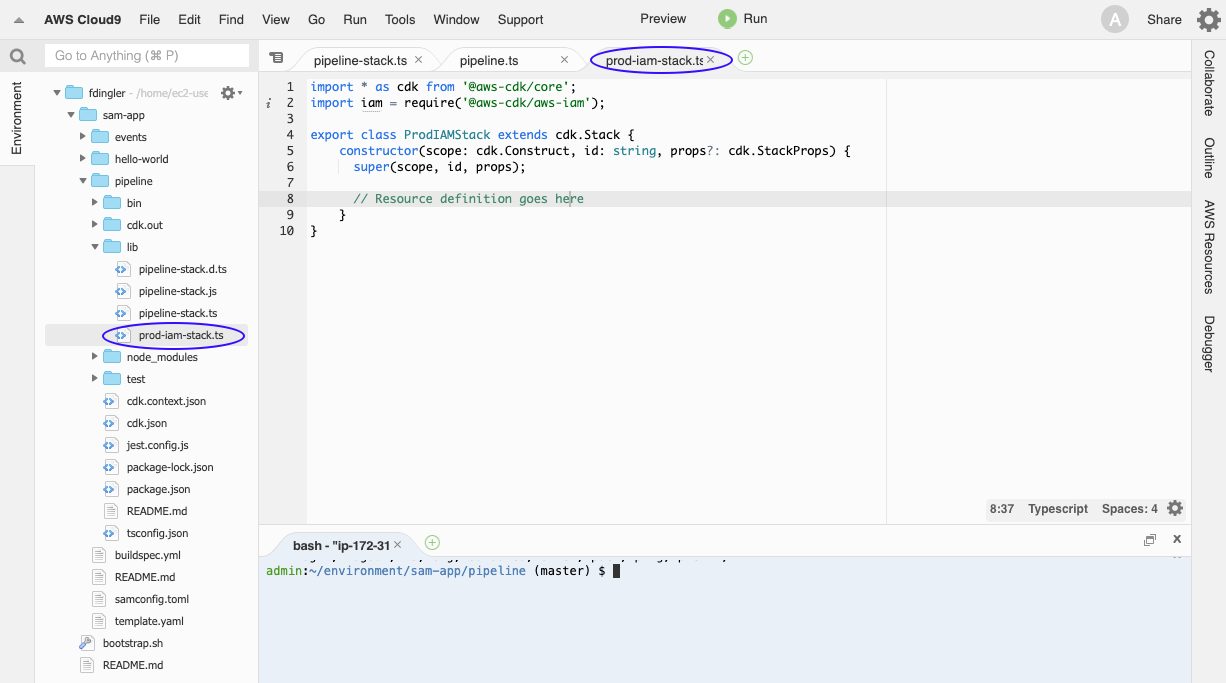 AWS Cloud9 File Edit Find View Go Run Tools Window Support Preview Run A Share
Go to Anything (⌘ P)
Environment
fdingler - /home/ec2-use
sam-app
events
hello-world
pipeline
bin
cdk.out
lib
pipeline-stack.d.ts
pipeline-stack.js
pipeline-stack.ts
prod-iam-stack.ts
node_modules
test
cdk.context.json
cdk.json
jest.config.js
package-lock.json
package.json
README.md
tsconfig.json
buildspec.yml
README.md
samconfig.toml
template.yaml
bootstrap.sh
README.md
pipeline-stack.ts × pipeline.ts × prod-iam-stack.ts ×
1 import * as cdk from '@aws-cdk/core';
i 2 import iam = require('@aws-cdk/aws-iam');
3
4 export class ProdIAMStack extends cdk.Stack {
5 constructor(scope: cdk.Construct, id: string, props?: cdk.StackProps) {
6 super(scope, id, props);
7
8 // Resource definition goes here
9 }
10 }
8:37 Typescript Spaces: 4
bash - "ip-172-31 × x
admin:~/environment/sam-app/pipeline (master) $
Collaborate
Outline
AWS Resources
Debugger